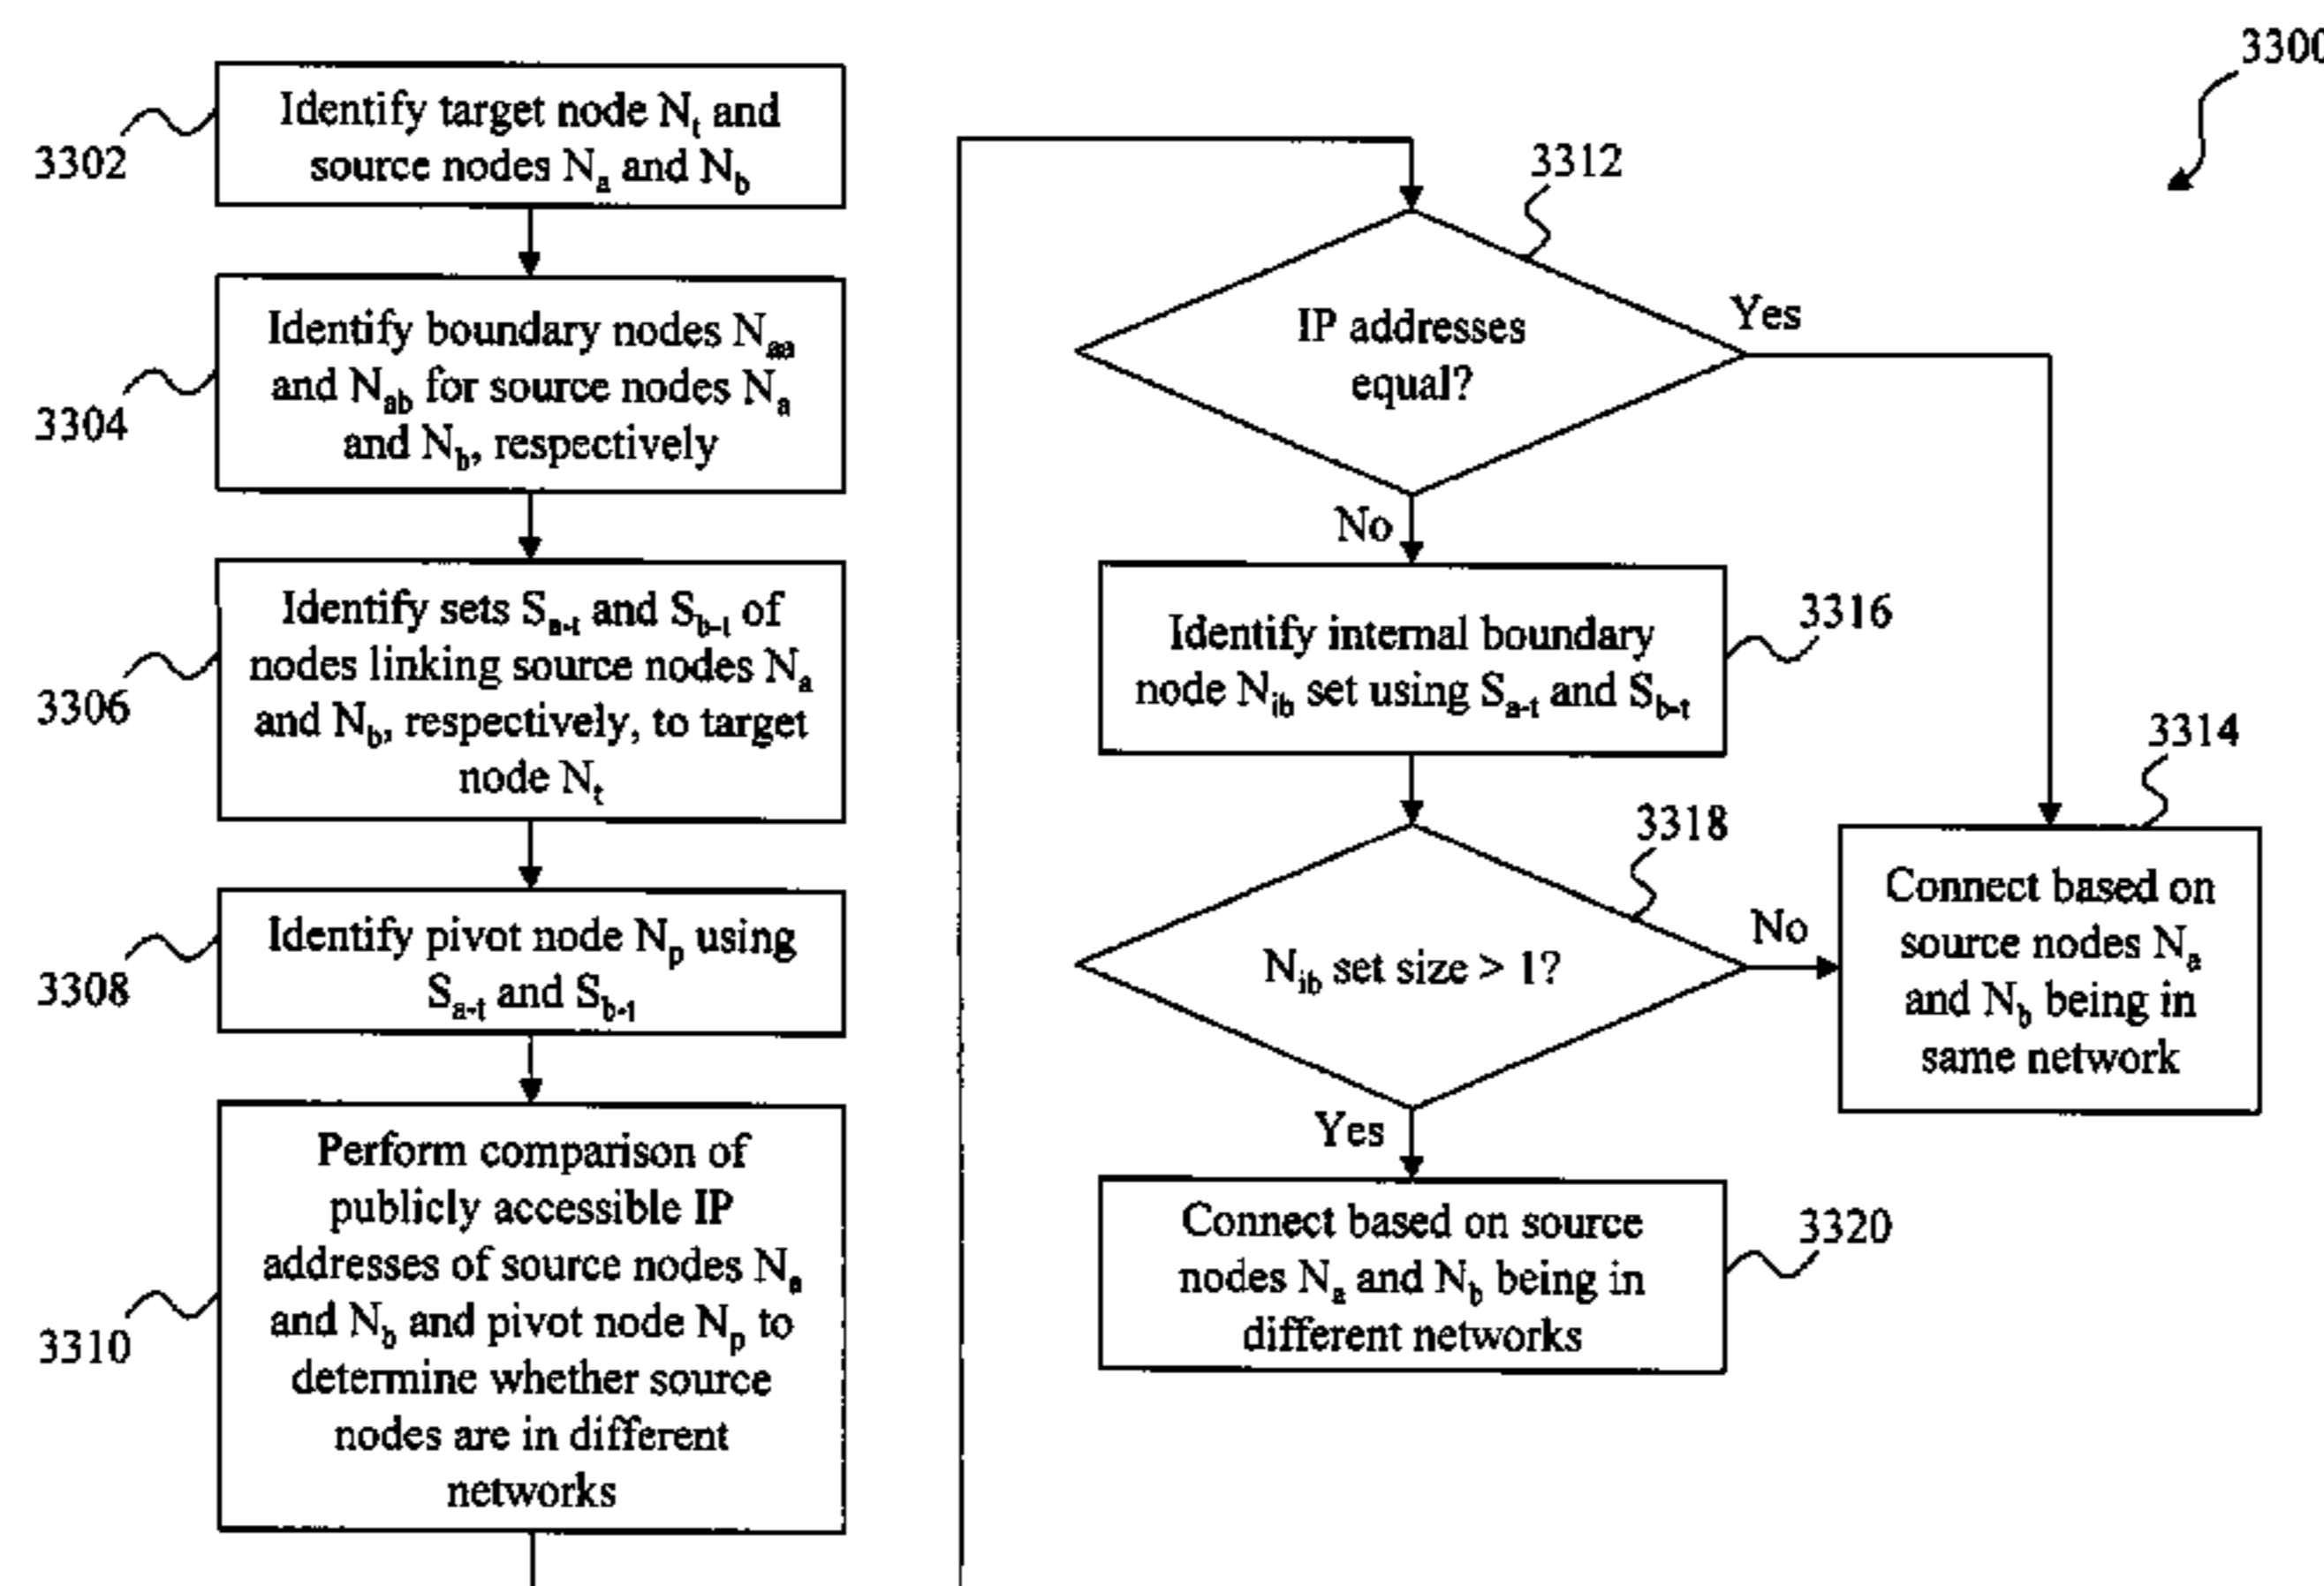 3300
Identify target node Nt and
source nodes Na and Nb
3302
Identify boundary nodes Naa
and Nab for source nodes Na
and Nb, respectively
3304
Identify sets Sa-t and Sb-t of
nodes linking source nodes Na
and Nb, respectively, to target
node Nt
3306
Identify pivot node Np using
Sa-t and Sb-t
3308
Perform comparison of
publicly accessible IP
addresses of source nodes Na
and Nb and pivot node Np to
determine whether source
nodes are in different
networks
3310
3312
IP addresses
equal?
Yes
No
Identify internal boundary
node Nib set using Sa-t and Sb-t
3316
3318
Nib set size > 1?
No
Yes
3314
Connect based on
source nodes Na
and Nb being in
same network
Connect based on source
nodes Na and Nb being in
different networks
3320